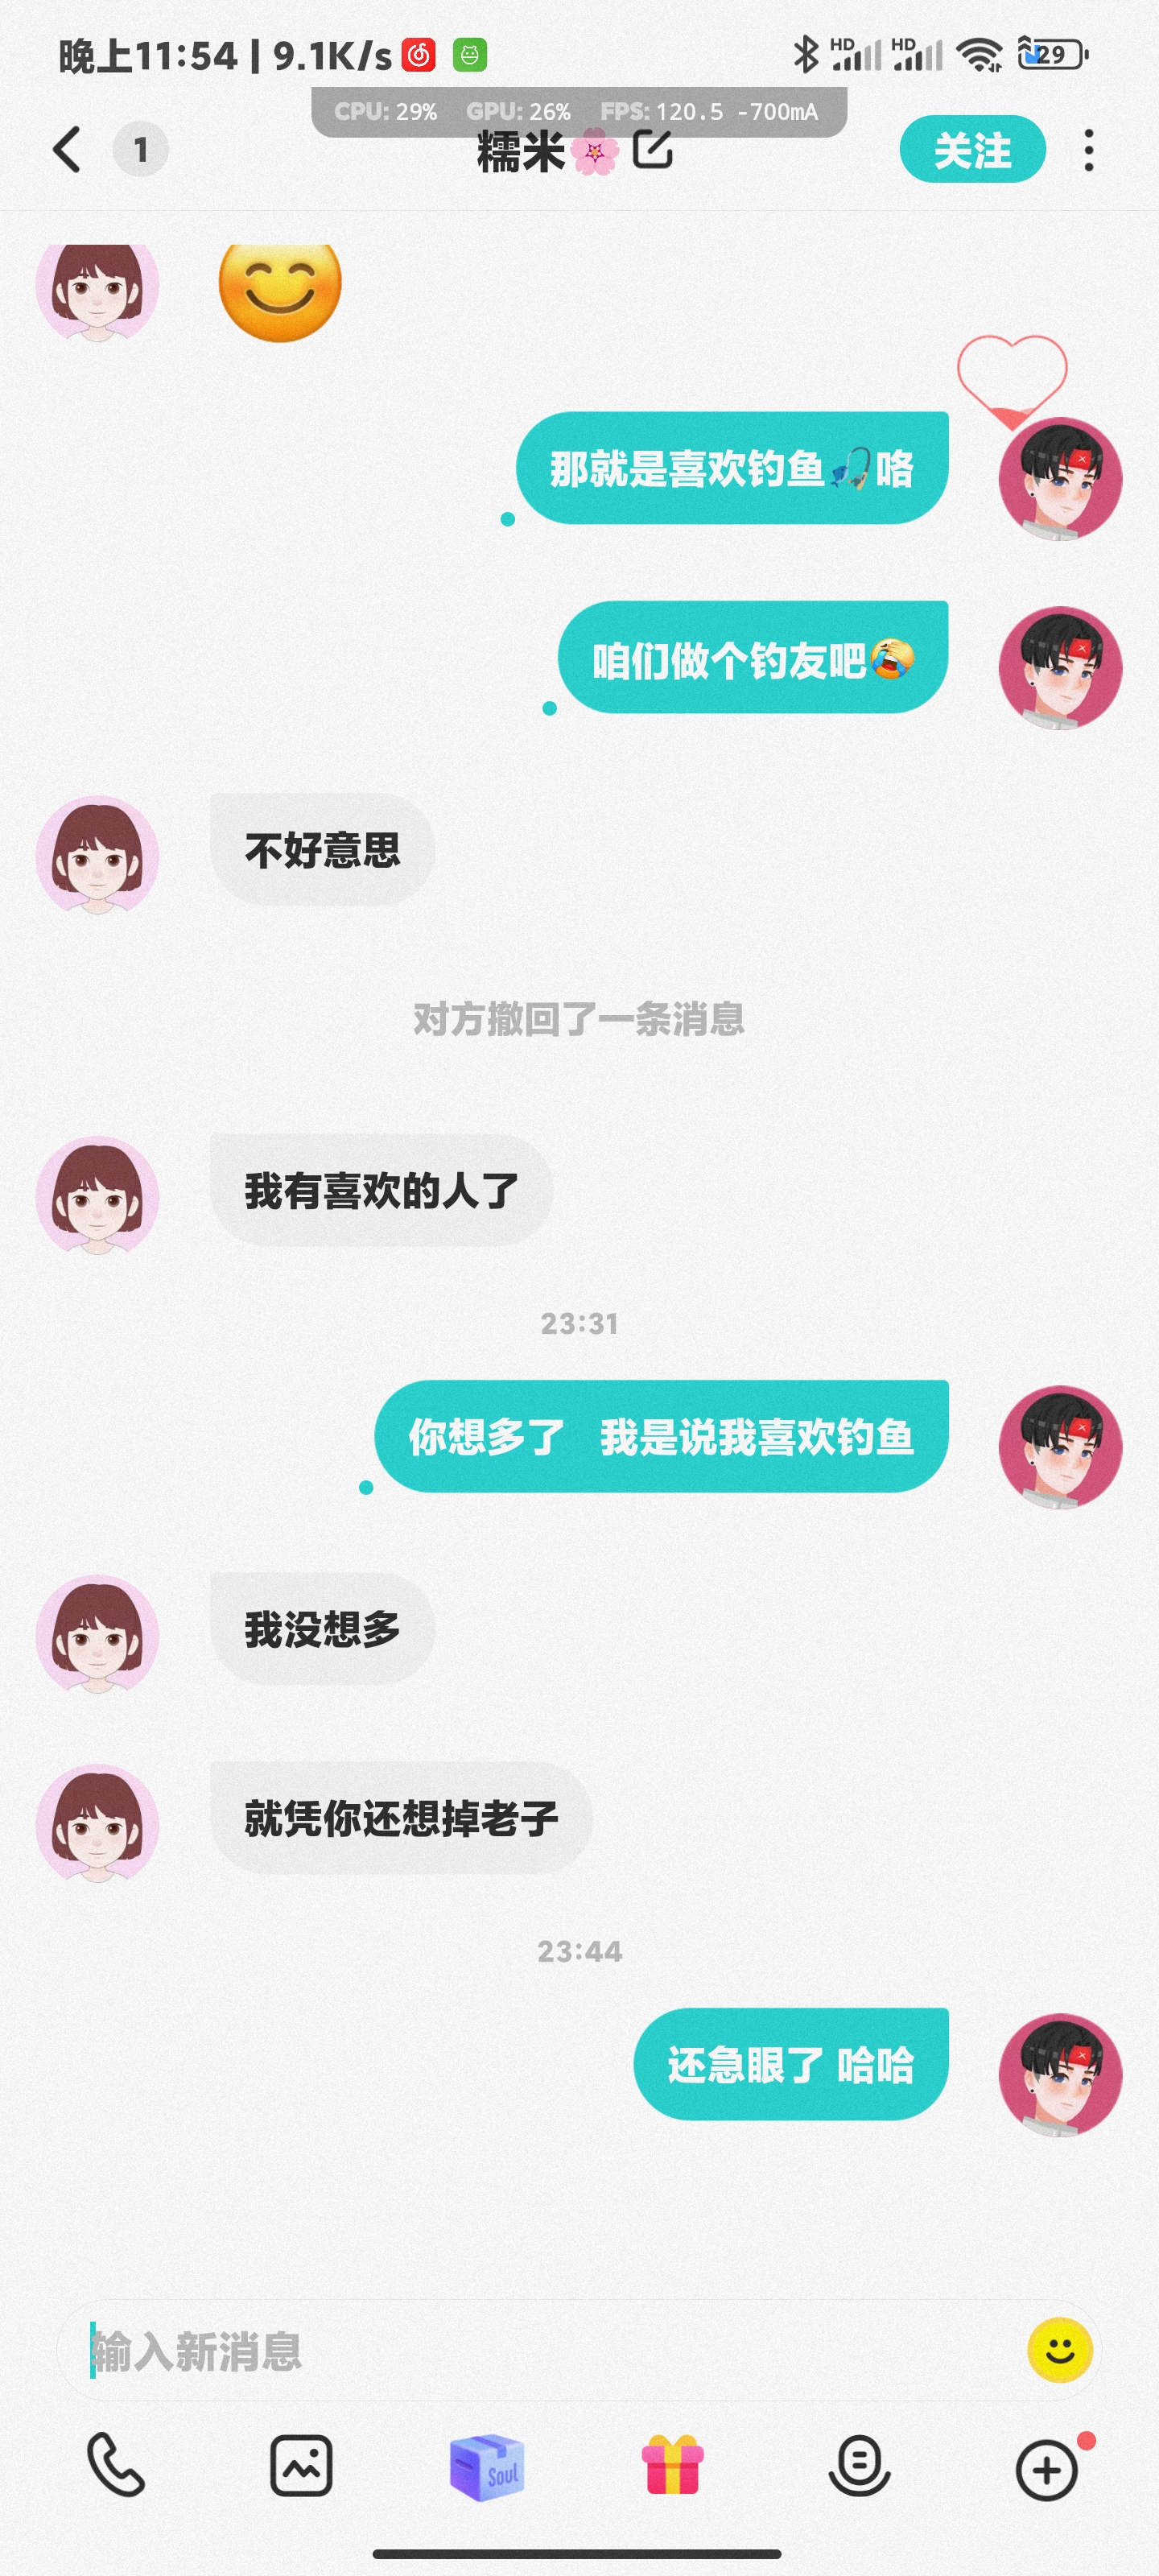 晚上11:54 | 9.1K/s HD HD 29
CPU: 29% GPU: 26% FPS: 120.5 -700mA
1 糯米🌸 关注
那就是喜欢钓鱼🎣咯
咱们做个钓友吧
不好意思
对方撤回了一条消息
我有喜欢的人了
23:31
你想多了 我是说我喜欢钓鱼
我没想多
就凭你还想掉老子
23:44
还急眼了 哈哈
输入新消息
Soul